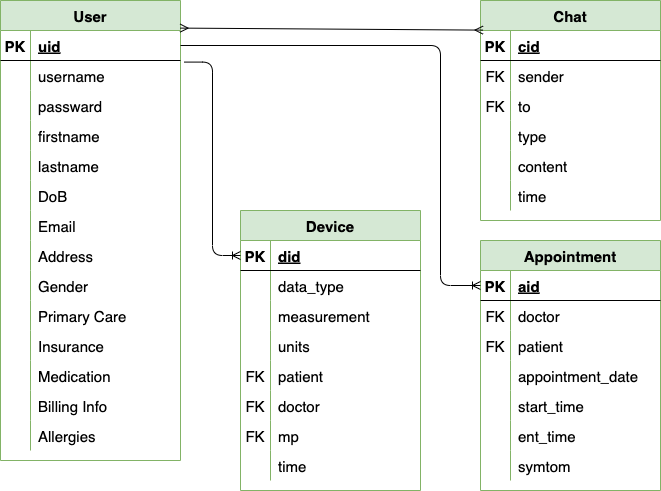 User
PK uid
username
passward
firstname
lastname
DoB
Email
Address
Gender
Primary Care
Insurance
Medication
Billing Info
Allergies
Device
PK did
data_type
measurement
units
FK patient
FK doctor
FK mp
time
Chat
PK cid
FK sender
FK to
type
content
time
Appointment
PK aid
FK doctor
FK patient
appointment_date
start_time
ent_time
symtom